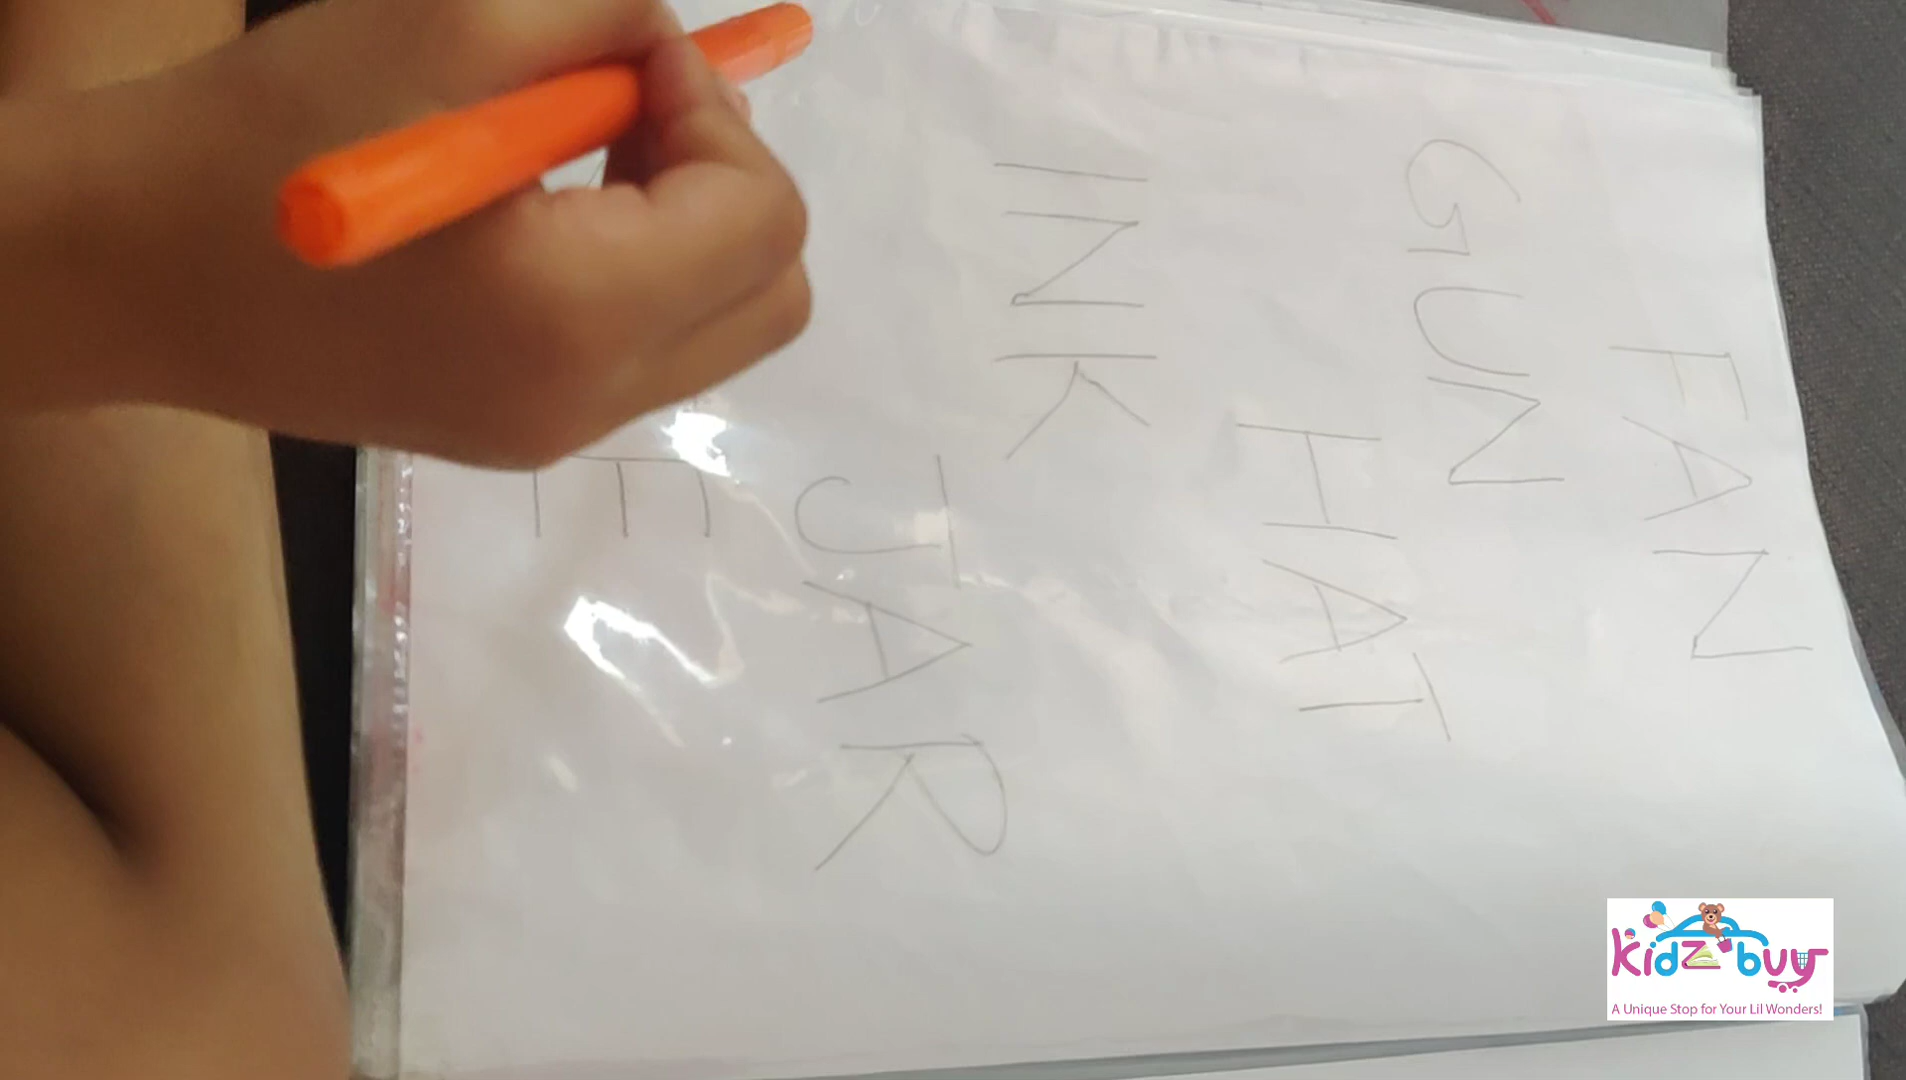 FAN
GUN
HAT
INK
JAR
kidz buy
A Unique Stop for Your Lil Wonders!